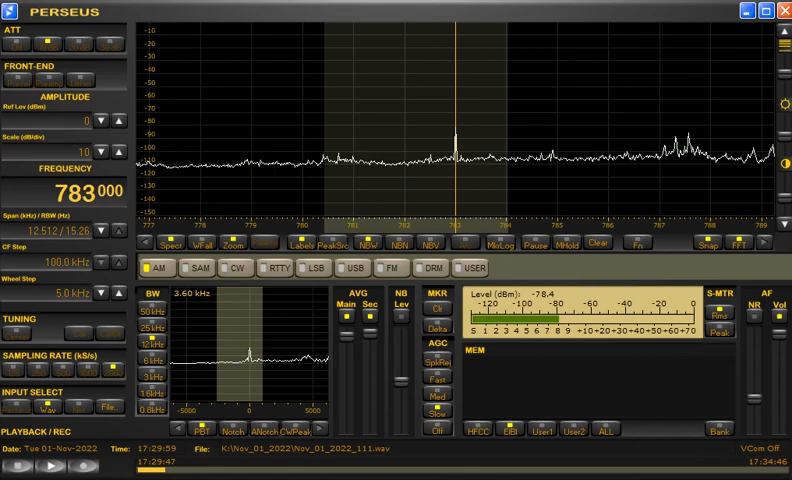 PERSEUS
ATT
FRONT-END
AMPLITUDE
Ref Lev (dBm)
0
Scale (dB/div)
10
FREQUENCY
783 000
Span (kHz) / RBW (Hz)
12.512 / 15.26
CF Step
100.0 kHz
Wheel Step
5.0 kHz
TUNING
SAMPLING RATE (kS/s)
INPUT SELECT
Wav
File..
-10
-20
-30
-40
-50
-60
-70
-80
-90
-100
-110
-120
-130
-140
-150
777 778 779 780 781 782 783 784 785 786 787 788 789
Spect WFall Zoom Labels PeakSrc NBW NBN NBV MkrLog Pause MHold Clear Fn Snap FFT
AM SAM CW RTTY LSB USB FM DRM USER
BW
50 kHz
25 kHz
12 kHz
6 kHz
3 kHz
1.6kHz
0.8kHz
3.60 kHz
-5000 0 5000
PBT Notch ANotch CWPeak
AVG
Main Sec
NB
Lev
MKR
Clr
Delta
AGC
SpkRej
Fast
Med
Slow
Off
Level (dBm): -78.4
-120 -100 -80 -60 -40 -20 0
S 1 2 3 4 5 6 7 8 9 +10 +20 +30 +40 +50 +60 +70
S-MTR
Rms
Peak
AF
NR Vol
MEM
HFCC EIBI User1 User2 ALL Bank
PLAYBACK / REC
Date: Tue 01-Nov-2022 Time: 17:29:59 File: K:\Nov_01_2022\Nov_01_2022_111.wav VCom Off
17:29:47 17:34:46